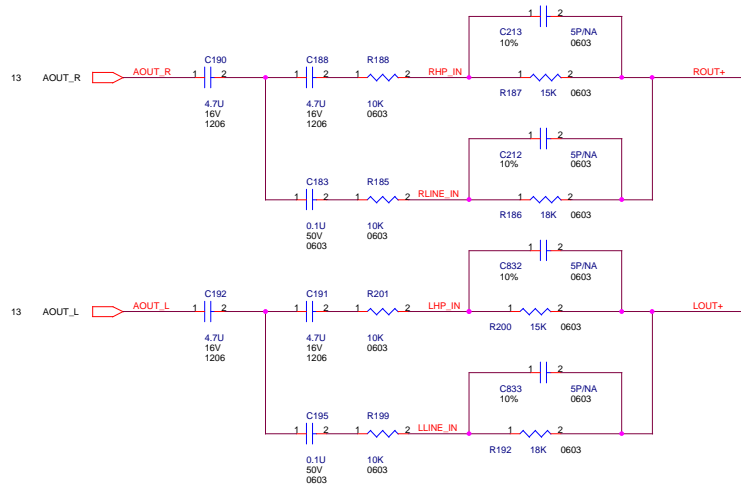 C213 5P/NA
10% 0603
1 2
C190 C188 R188
13 AOUT_R AOUT_R 1 2 1 2 1 2 RHP_IN 1 2 ROUT+
4.7U 4.7U 10K R187 15K 0603
16V 16V 0603
1206 1206
1 2
C212 5P/NA
10% 0603
C183 R185
1 2 1 2 RLINE_IN 1 2
0.1U 10K R186 18K 0603
50V 0603
0603
1 2
C832 5P/NA
10% 0603
C192 C191 R201
13 AOUT_L AOUT_L 1 2 1 2 1 2 LHP_IN 1 2 LOUT+
4.7U 4.7U 10K R200 15K 0603
16V 16V 0603
1206 1206
1 2
C833 5P/NA
10% 0603
C195 R199
1 2 1 2 LLINE_IN 1 2
0.1U 10K R192 18K 0603
50V 0603
0603